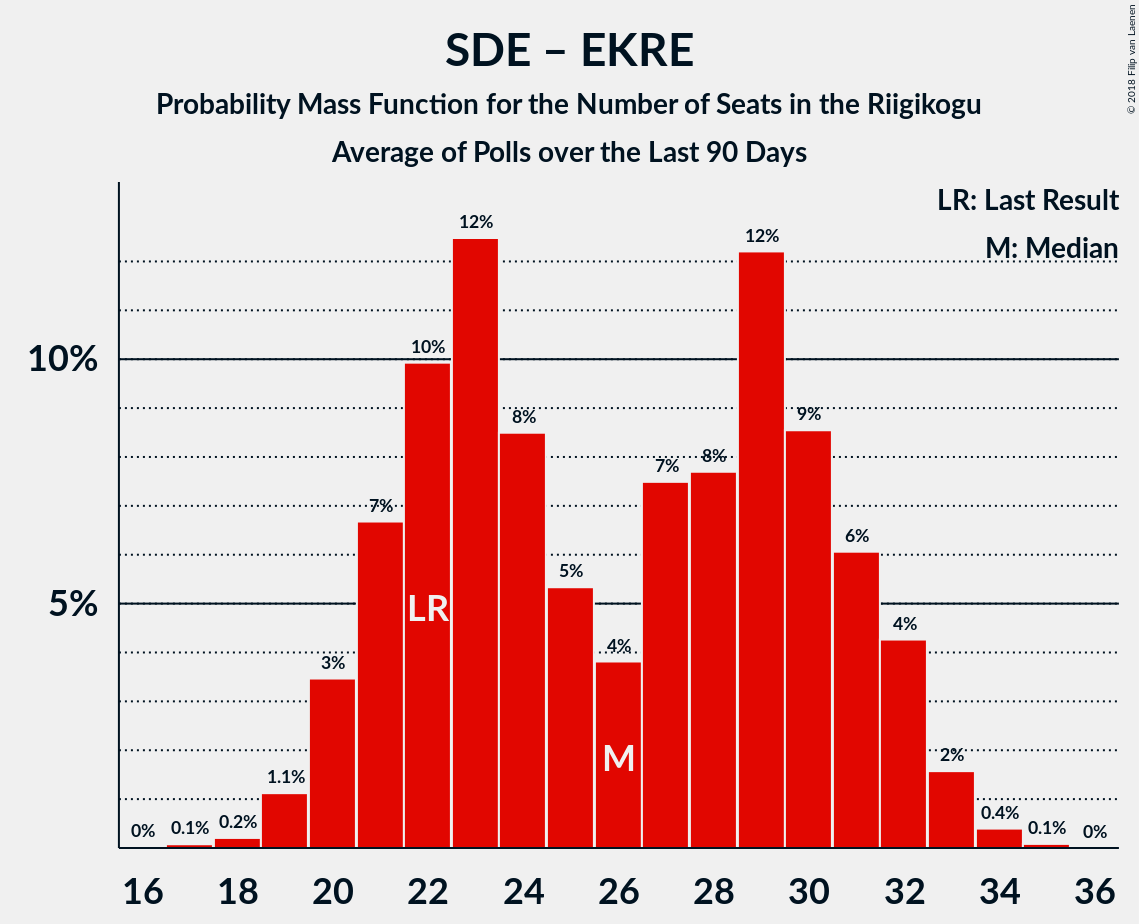 SDE – EKRE
Probability Mass Function for the Number of Seats in the Riigikogu
Average of Polls over the Last 90 Days
© 2018 Filip van Laenen
LR: Last Result
M: Median
10%
5%
0%
0.1%
0.2%
1.1%
3%
7%
10%
12%
8%
5%
4%
7%
8%
12%
9%
6%
4%
2%
0.4%
0.1%
0%
LR
M
16 18 20 22 24 26 28 30 32 34 36